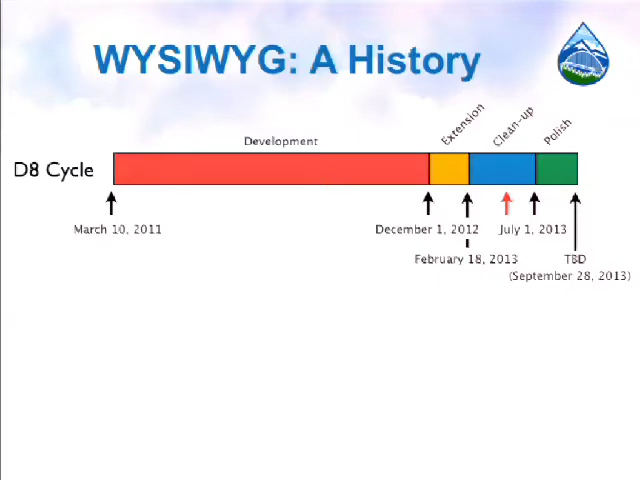 WYSIWYG: A History
Development
Extension
Clean-up
Polish
D8 Cycle
March 10, 2011
December 1, 2012
July 1, 2013
February 18, 2013
TBD
(September 28, 2013)